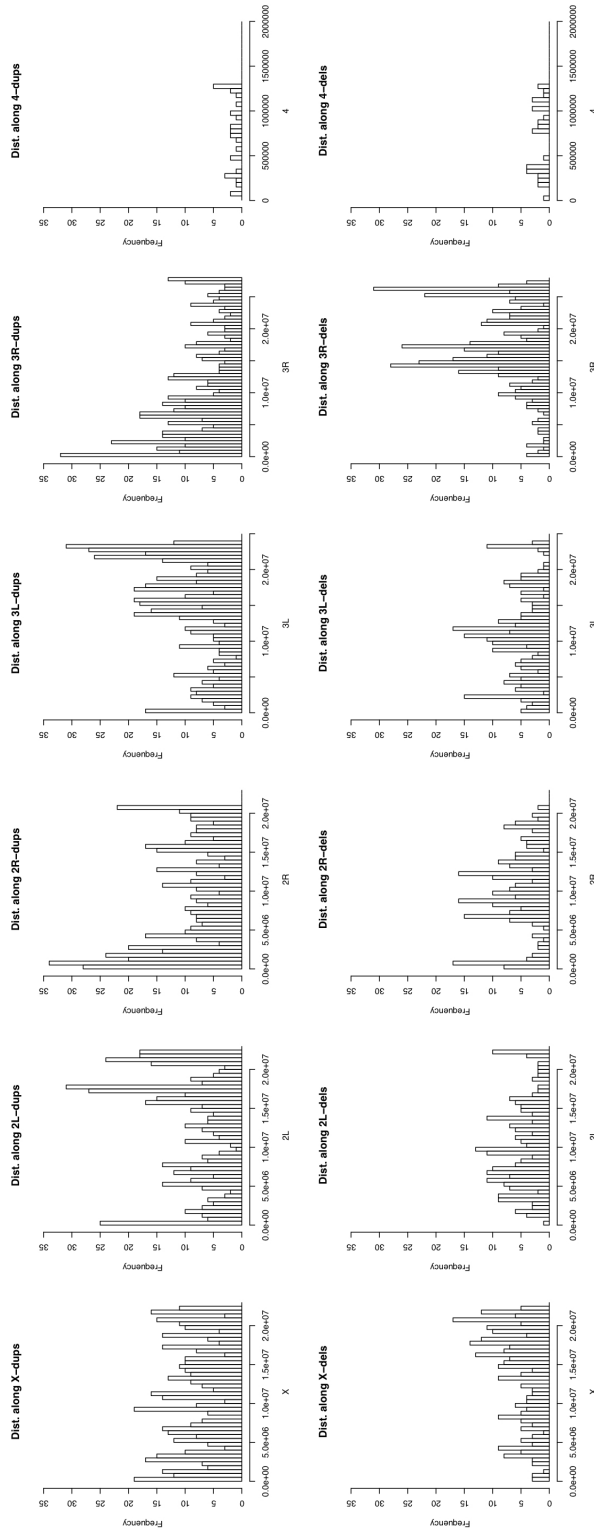 Dist. along X−dups
Frequency
0 5 10 15 20 25 30 35
0.0e+00 5.0e+06 1.0e+07 1.5e+07 2.0e+07
X
Dist. along 2L−dups
Frequency
0 5 10 15 20 25 30 35
0.0e+00 5.0e+06 1.0e+07 1.5e+07 2.0e+07
2L
Dist. along 2R−dups
Frequency
0 5 10 15 20 25 30 35
0.0e+00 5.0e+06 1.0e+07 1.5e+07 2.0e+07
2R
Dist. along 3L−dups
Frequency
0 5 10 15 20 25 30 35
0.0e+00 1.0e+07 2.0e+07
3L
Dist. along 3R−dups
Frequency
0 5 10 15 20 25 30 35
0.0e+00 1.0e+07 2.0e+07
3R
Dist. along 4−dups
Frequency
0 5 10 15 20 25 30 35
0 500000 1000000 1500000 2000000
4
Dist. along X−dels
Frequency
0 5 10 15 20 25 30 35
0.0e+00 5.0e+06 1.0e+07 1.5e+07 2.0e+07
Dist. along 2L−dels
Frequency
0 5 10 15 20 25 30 35
0.0e+00 5.0e+06 1.0e+07 1.5e+07 2.0e+07
Dist. along 2R−dels
Frequency
0 5 10 15 20 25 30 35
0.0e+00 5.0e+06 1.0e+07 1.5e+07 2.0e+07
Dist. along 3L−dels
Frequency
0 5 10 15 20 25 30 35
0.0e+00 1.0e+07 2.0e+07
Dist. along 3R−dels
Frequency
0 5 10 15 20 25 30 35
0.0e+00 1.0e+07 2.0e+07
Dist. along 4−dels
Frequency
0 5 10 15 20 25 30 35
0 500000 1000000 1500000 2000000